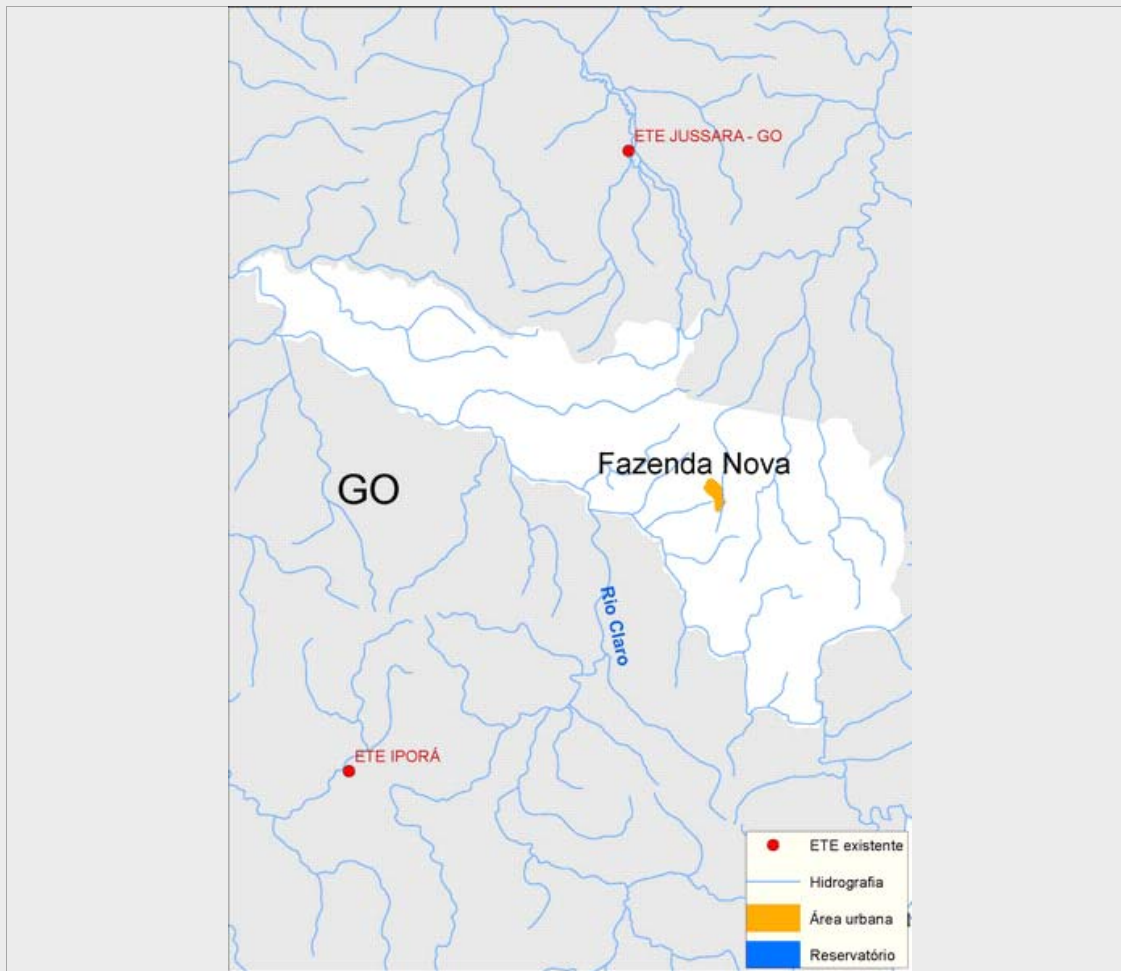 ETE JUSSARA - GO
Fazenda Nova
GO
Rio Claro
ETE IPORÁ
ETE existente
Hidrografia
Área urbana
Reservatório